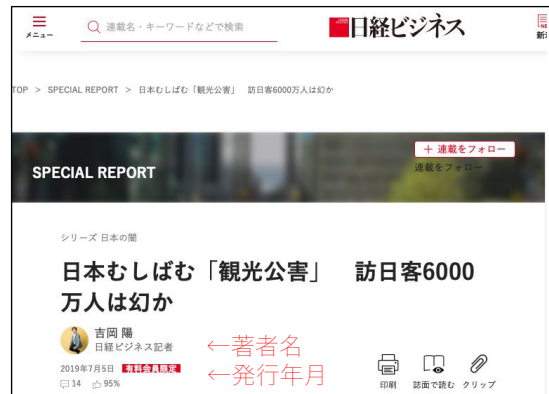 メニュー
連載名・キーワードなどで検索
日経ビジネス
TOP > SPECIAL REPORT > 日本むしばむ「観光公害」 訪日客6000万人は幻か
+ 連載をフォロー
連載をフォロー
SPECIAL REPORT
シリーズ 日本の闇
日本むしばむ「観光公害」 訪日客6000
万人は幻か
吉岡 陽
日経ビジネス記者
←著者名
2019年7月5日 有料会員限定
←発行年月
14 95%
印刷 誌面で読む クリップ